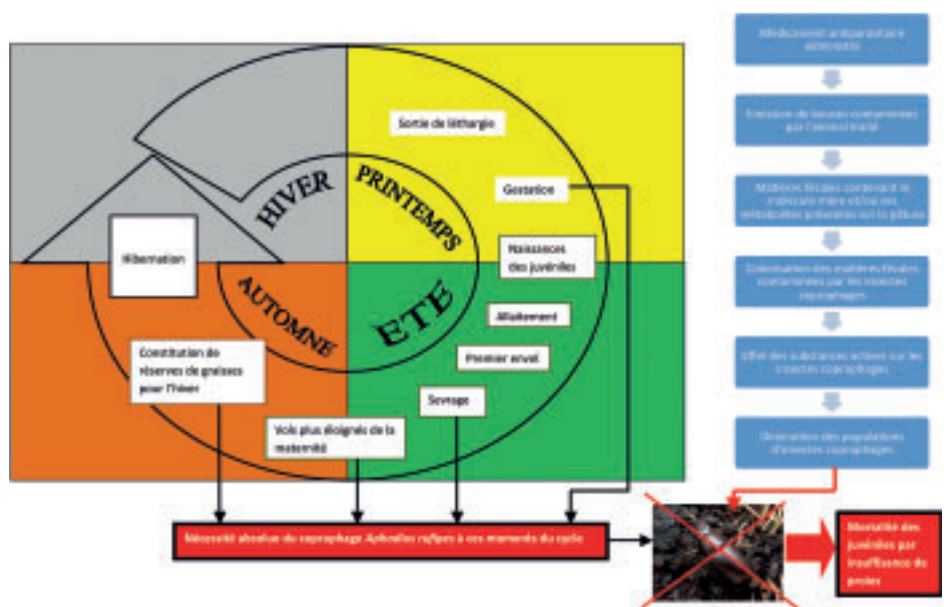 Sortie de léthargie
Gestation
Naissances
des juvéniles
Allaitement
Premier envol
Sevrage
Vols plus éloignés de la
maternité
Constitution de
réserves de graisses
pour l'hiver
Hibernation
HIVER
PRINTEMPS
ETE
AUTOMNE
Nécessité absolue du coprophage Aphodius rufipes à ces moments du cycle
Médicament antiparasitaire
administré
Emission de bouses contaminées
par l'animal traité
Matières fécales contenant la
molécule mère et/ou ses
métabolites présentes sur la pâture
Colonisation des matières fécales
contaminées par les insectes
coprophages
Effet des substances actives sur les
insectes coprophages
Diminution des populations
d'insectes coprophages
Mortalité des
juvéniles par
insuffisance de
proies